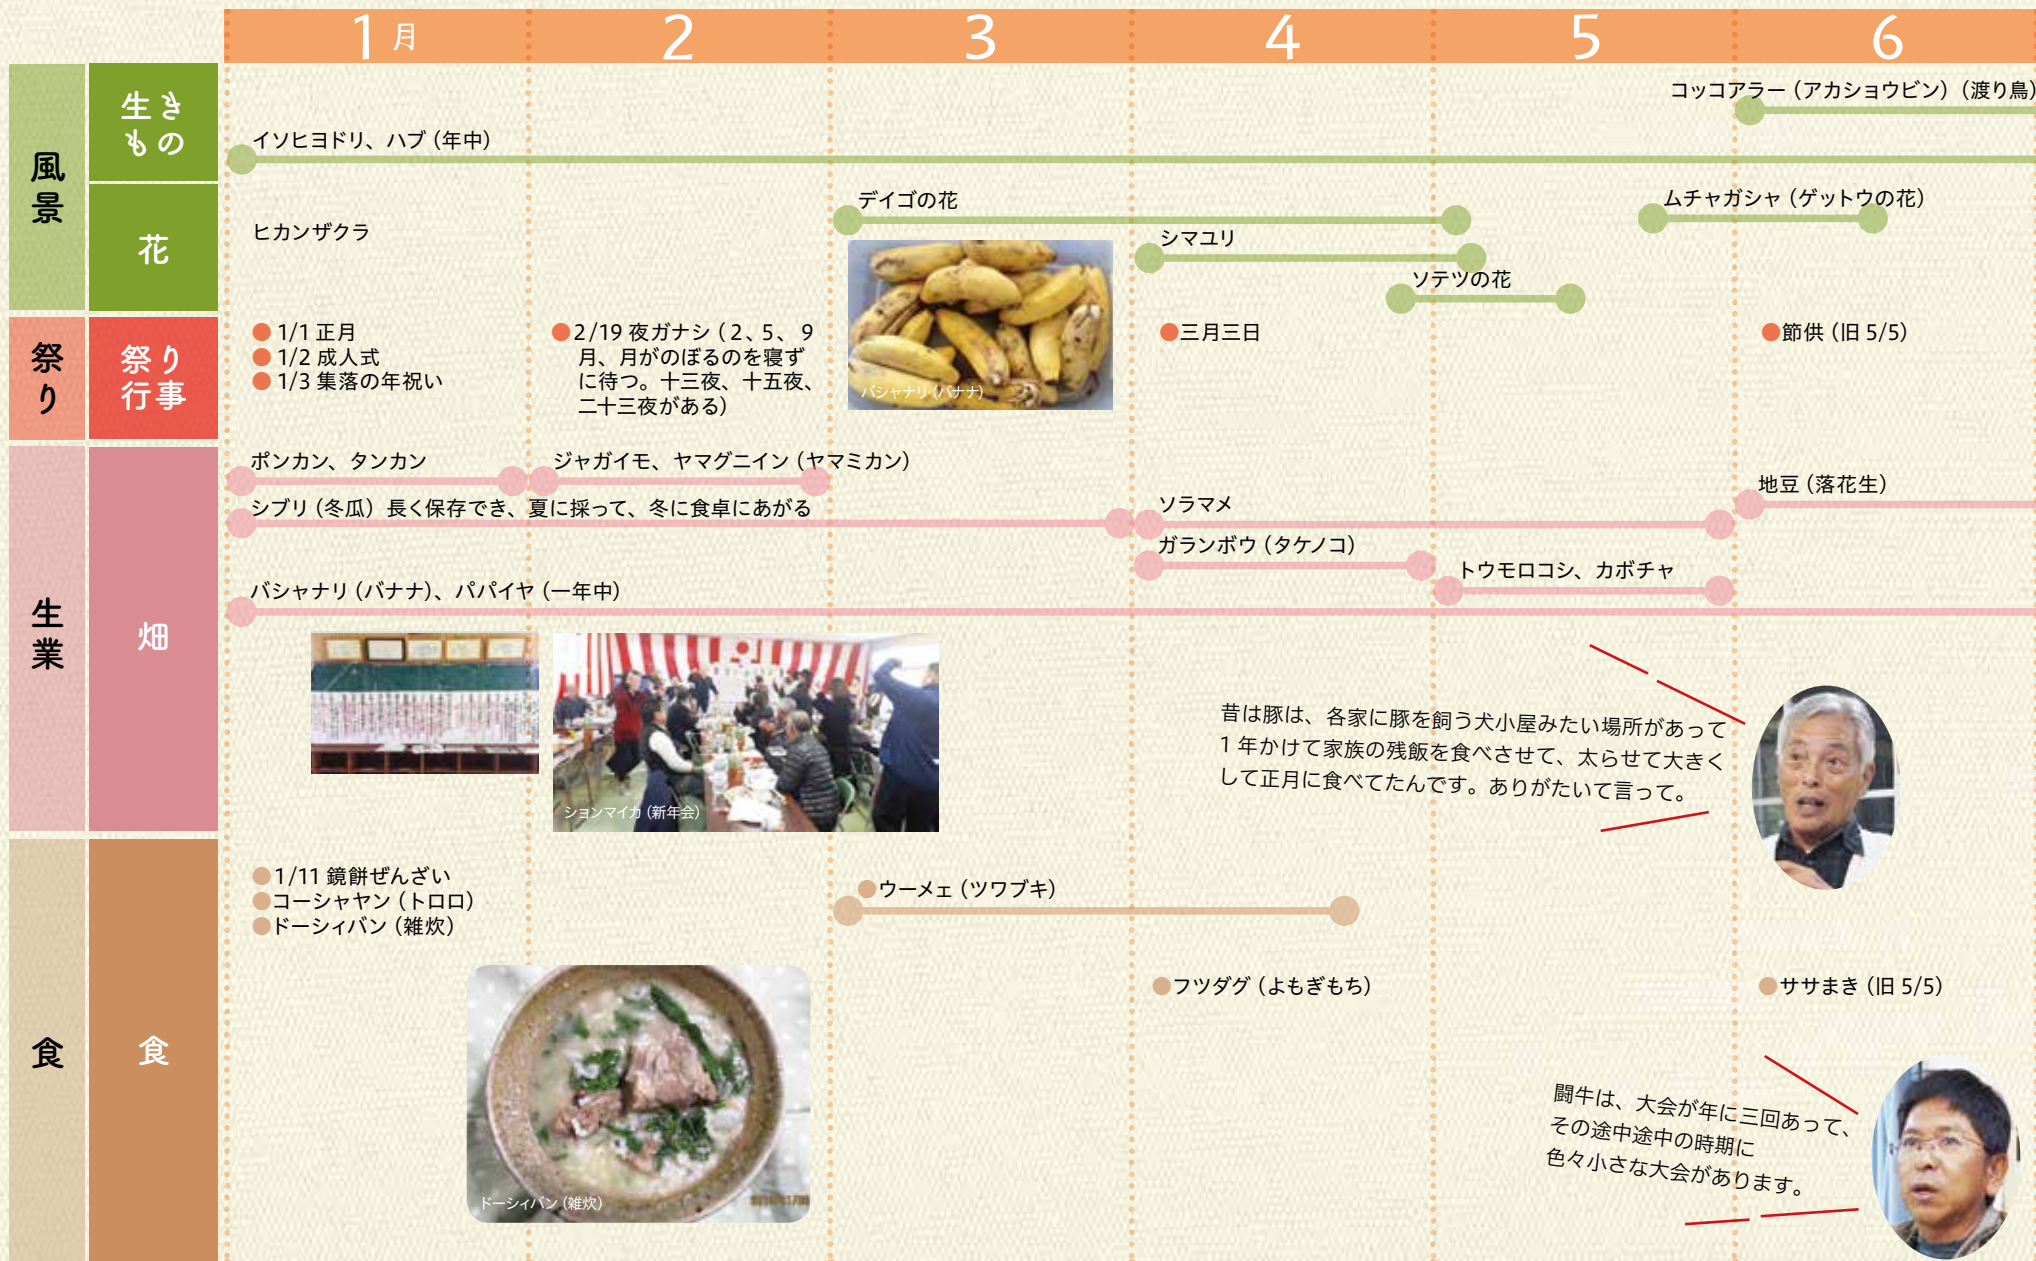 1月
2
3
4
5
6
風景
生きもの
コッコアラー（アカショウビン）（渡り鳥）
イソヒヨドリ、ハブ（年中）
花
ヒカンザクラ
デイゴの花
シマユリ
ソテツの花
ムチャガシャ（ゲットウの花）
祭り
祭り
行事
1/1 正月
1/2 成人式
1/3 集落の年祝い
2/19 夜ガナシ（2、5、9
月、月がのぼるのを寝ず
に待つ。十三夜、十五夜、
二十三夜がある）
バシャナリ（バナナ）
三月三日
節供（旧 5/5）
生業
畑
ポンカン、タンカン
ジャガイモ、ヤマグニイン（ヤマミカン）
シブリ（冬瓜）長く保存でき、夏に採って、冬に食卓にあがる
ソラマメ
地豆（落花生）
ガランボウ（タケノコ）
トウモロコシ、カボチャ
バシャナリ（バナナ）、パパイヤ（一年中）
ションマイカ（新年会）
昔は豚は、各家に豚を飼う犬小屋みたい場所があって
1 年かけて家族の残飯を食べさせて、太らせて大きく
して正月に食べてたんです。ありがたいて言って。
食
食
1/11 鏡餅ぜんざい
コーシャヤン（トロロ）
ドーシィバン（雑炊）
ウーメェ（ツワブキ）
フツダグ（よもぎもち）
ササまき（旧 5/5）
ドーシィバン（雑炊）
闘牛は、大会が年に三回あって、
その途中途中の時期に
色々小さな大会があります。